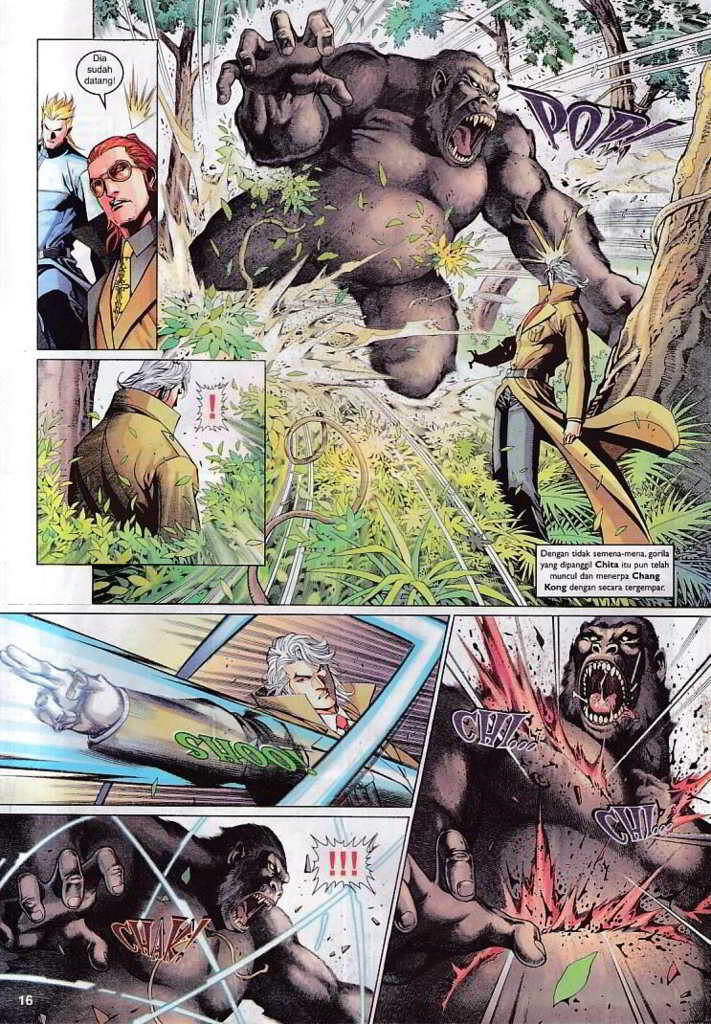 Dia
sudah
datang!
POP!
!
Dengan tidak semena-mena, gorila
yang dipanggil Chita itu pun telah
muncul dan menerpa Chang
Kong dengan secara tergempar.
SHOO!
CHI...
CHI...
!!!
CHAK!
16